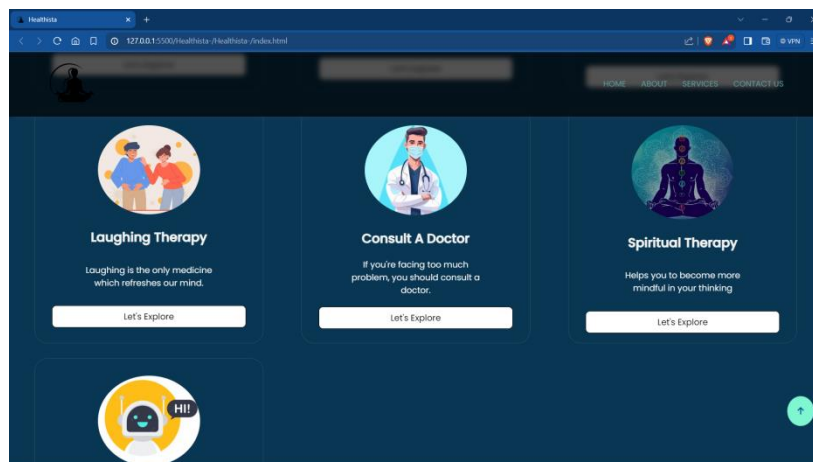 Healthista
127.0.0.1:5500/Healthista-/Healthista-/index.html
VPN
HOME ABOUT SERVICES CONTACT US
Laughing Therapy
Laughing is the only medicine
which refreshes our mind.
Let's Explore
Consult A Doctor
If you're facing too much
problem, you should consult a
doctor.
Let's Explore
Spiritual Therapy
Helps you to become more
mindful in your thinking
Let's Explore
HI!